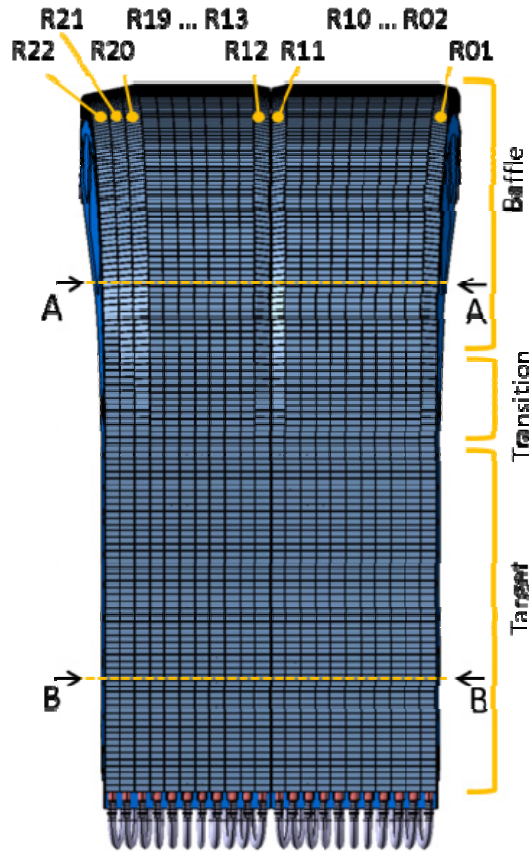 R21 R19 ... R13 R10 ... R02
R22 R20 R12 R11 R01
Baffle
A A
Transition
Target
B B